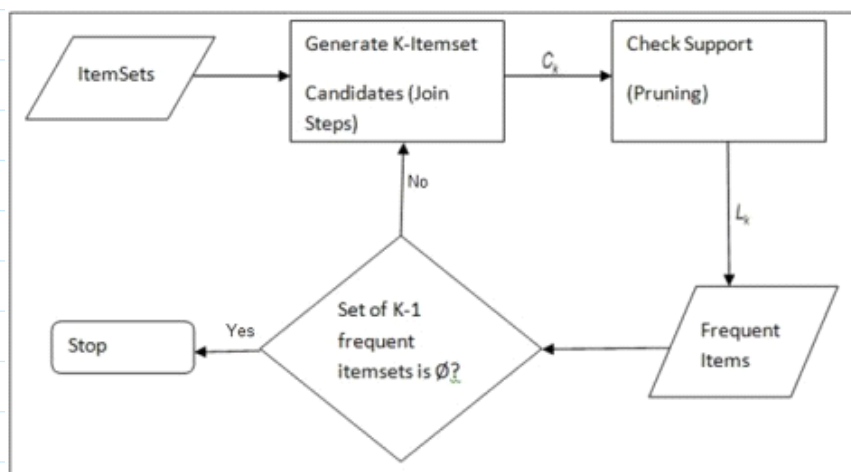 ItemSets
Generate K-Itemset
Candidates (Join
Steps)
Cₖ
Check Support
(Pruning)
No
Lₖ
Set of K-1
frequent
itemsets is Ø?
Yes
Stop
Frequent
Items